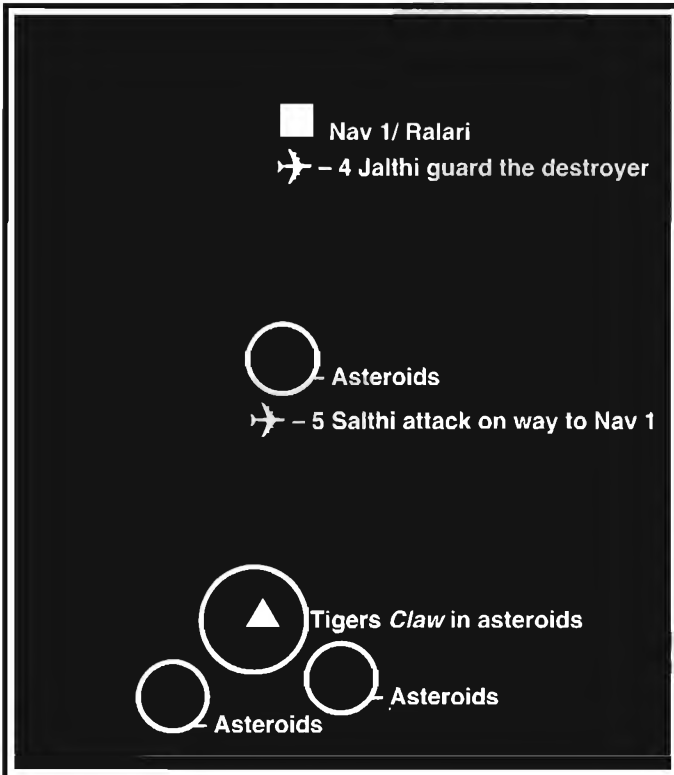 Nav 1/ Ralari
– 4 Jalthi guard the destroyer
– Asteroids
– 5 Salthi attack on way to Nav 1
Tigers Claw in asteroids
– Asteroids
– Asteroids